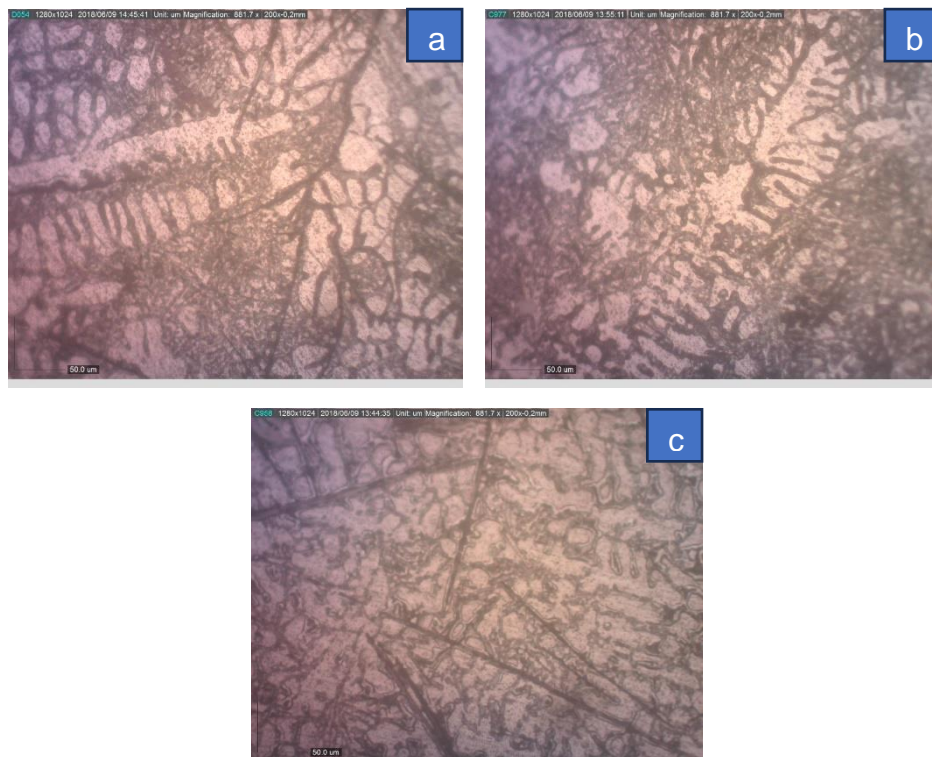 D054 1280x1024 2018/06/09 14:45:41 Unit: um Magnification: 881.7 x 200x-0.2mm
a
50.0 um
C977 1280x1024 2018/06/09 13:55:11 Unit: um Magnification: 881.7 x 200x-0.2mm
b
50.0 um
C968 1280x1024 2018/06/09 13:44:35 Unit: um Magnification: 881.7 x 200x-0.2mm
c
50.0 um